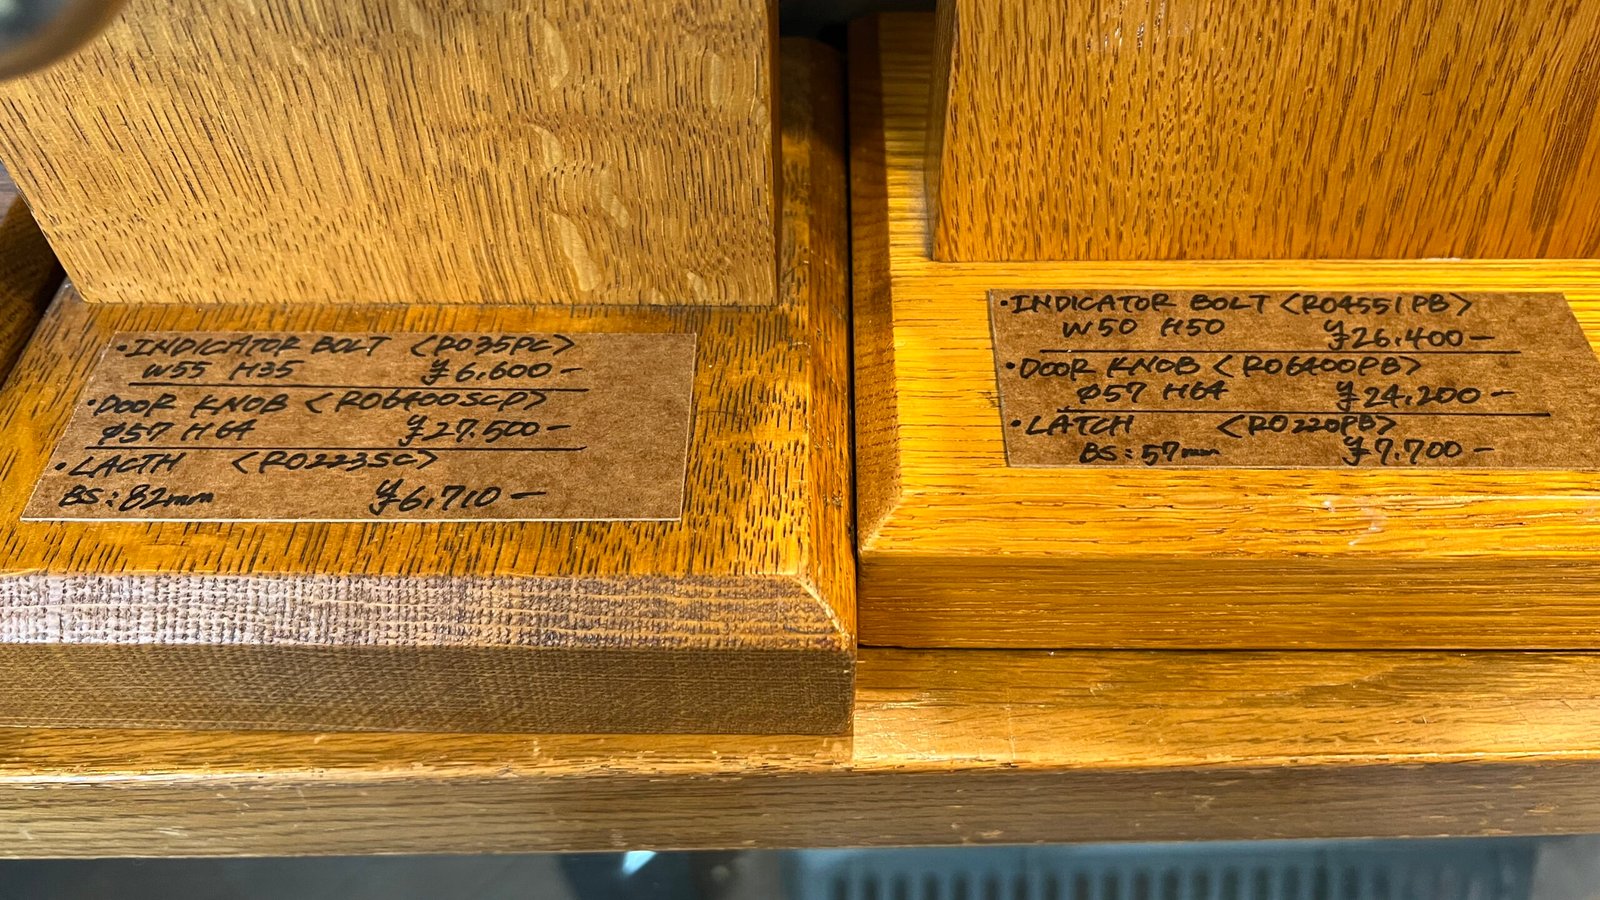 ・INDICATOR BOLT <RO35PC>
W55 H35 ¥6,600-
・DOOR KNOB <RO6400SCP>
φ57 H64 ¥27,500-
・LACTH <RO223SC>
BS:82mm ¥6,710-
・INDICATOR BOLT <RO4551PB>
W50 H50 ¥26,400-
・DOOR KNOB <RO6400PB>
φ57 H64 ¥24,200-
・LATCH <RO220PB>
BS:57mm ¥7,700-